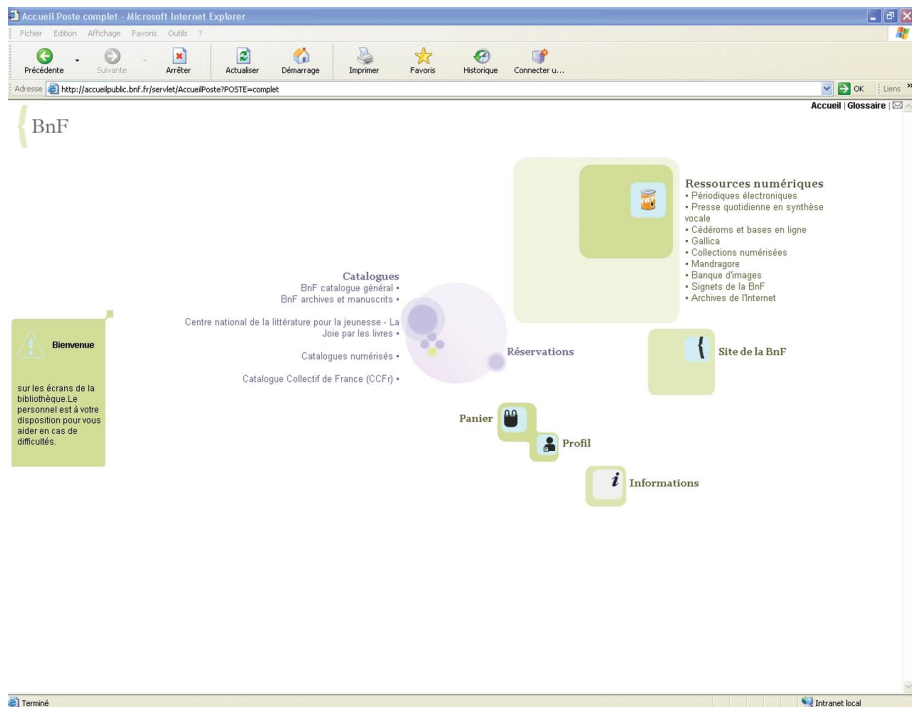 Accueil Poste complet - Microsoft Internet Explorer
Fichier Edition Affichage Favoris Outils ?
Précédente Suivante Arrêter Actualiser Démarrage Imprimer Favoris Historique Connecter u...
Adresse http://accueilpublic.bnf.fr/servlet/AccueilPoste?POSTE=complet OK Liens »
Accueil | Glossaire |
BnF
Ressources numériques
• Périodiques électroniques
• Presse quotidienne en synthèse
vocale
• Cédéroms et bases en ligne
• Gallica
• Collections numérisées
• Mandragore
• Banque d'images
• Signets de la BnF
• Archives de l'Internet
Catalogues
BnF catalogue général •
BnF archives et manuscrits •
Centre national de la littérature pour la jeunesse - La
Joie par les livres •
Catalogues numérisés •
Catalogue Collectif de France (CCFr) •
Réservations
Site de la BnF
Bienvenue
sur les écrans de la
bibliothèque.Le
personnel est à votre
disposition pour vous
aider en cas de
difficultés.
Panier
Profil
i
Informations
Terminé Intranet local